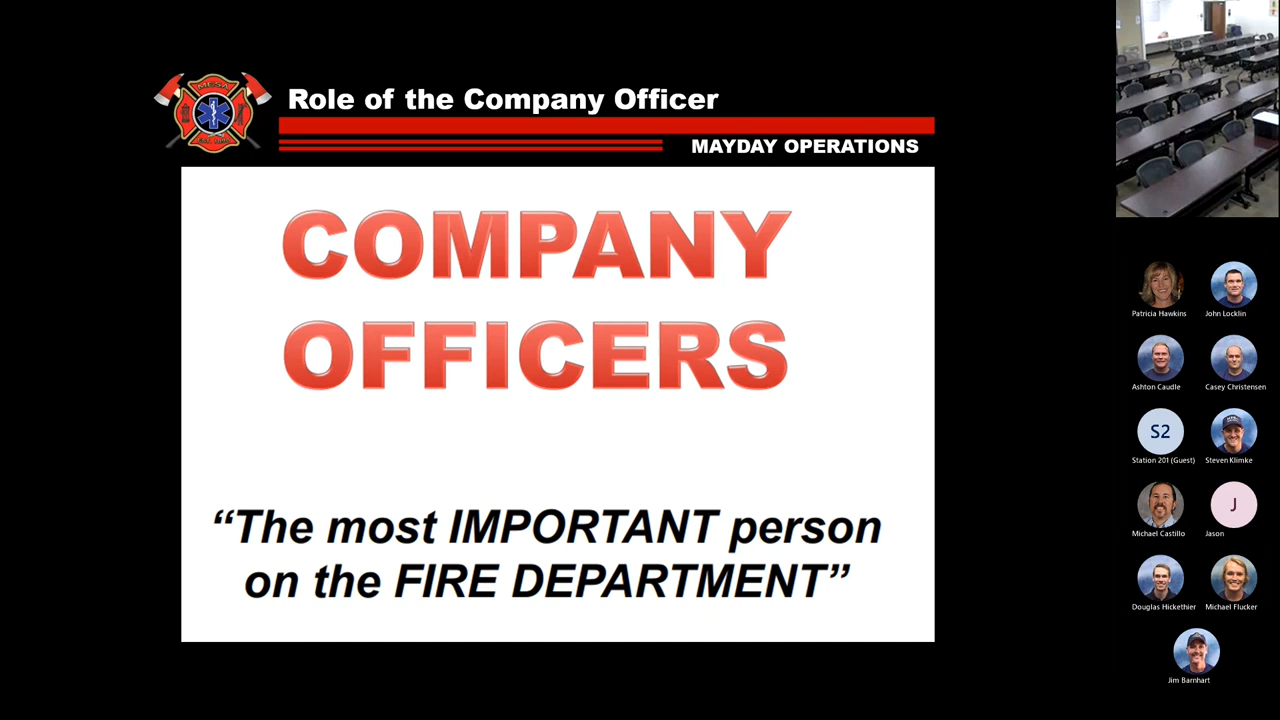 Role of the Company Officer
MAYDAY OPERATIONS
MESA
COMPANY
OFFICERS
“The most IMPORTANT person
on the FIRE DEPARTMENT”
Patricia Hawkins
John Locklin
Ashton Caudle
Casey Christensen
S2
Station 201 (Guest)
Steven Klimke
Michael Castillo
J
Jason
Douglas Hickethier
Michael Flucker
Jim Barnhart